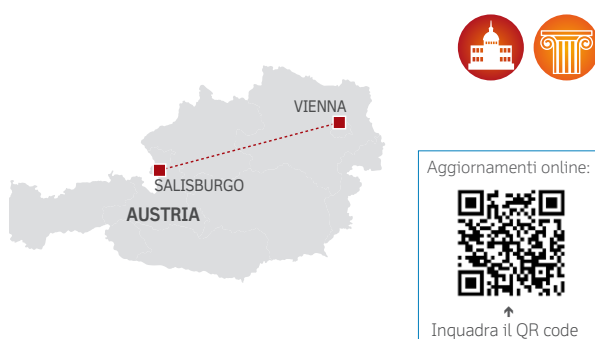 VIENNA
SALISBURGO
AUSTRIA
Aggiornamenti online:
Inquadra il QR code